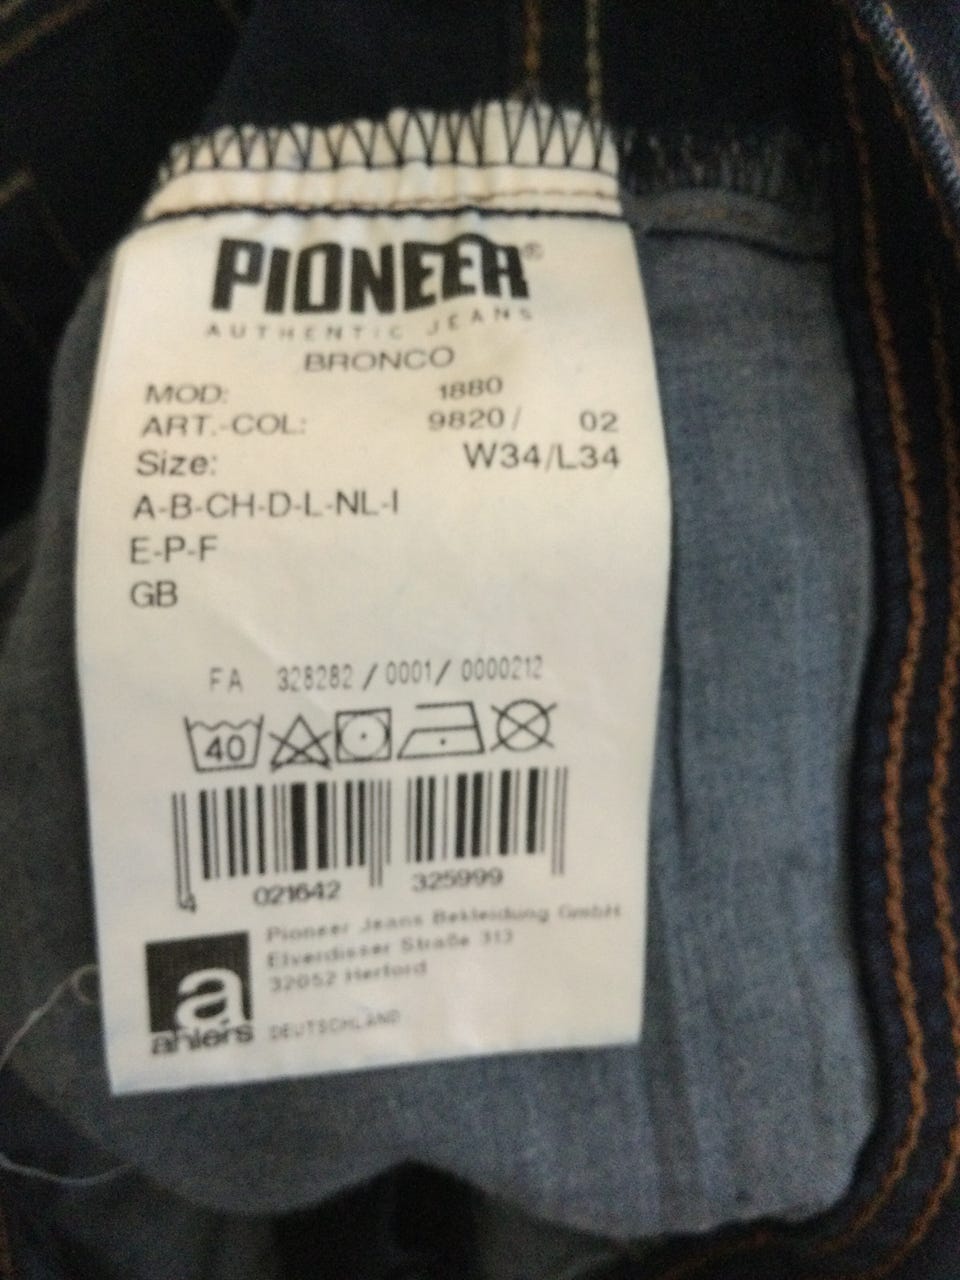 PIONEER®
AUTHENTIC JEANS
BRONCO
MOD: 1880
ART.-COL: 9820/ 02
Size: W34/L34
A-B-CH-D-L-NL-I
E-P-F
GB
FA 328282 / 0001 / 0000212
40
4 021642 325999
Pioneer Jeans Bekleidung GmbH
Elverdisser Straße 313
32052 Herford
DEUTSCHLAND
a
ahlers